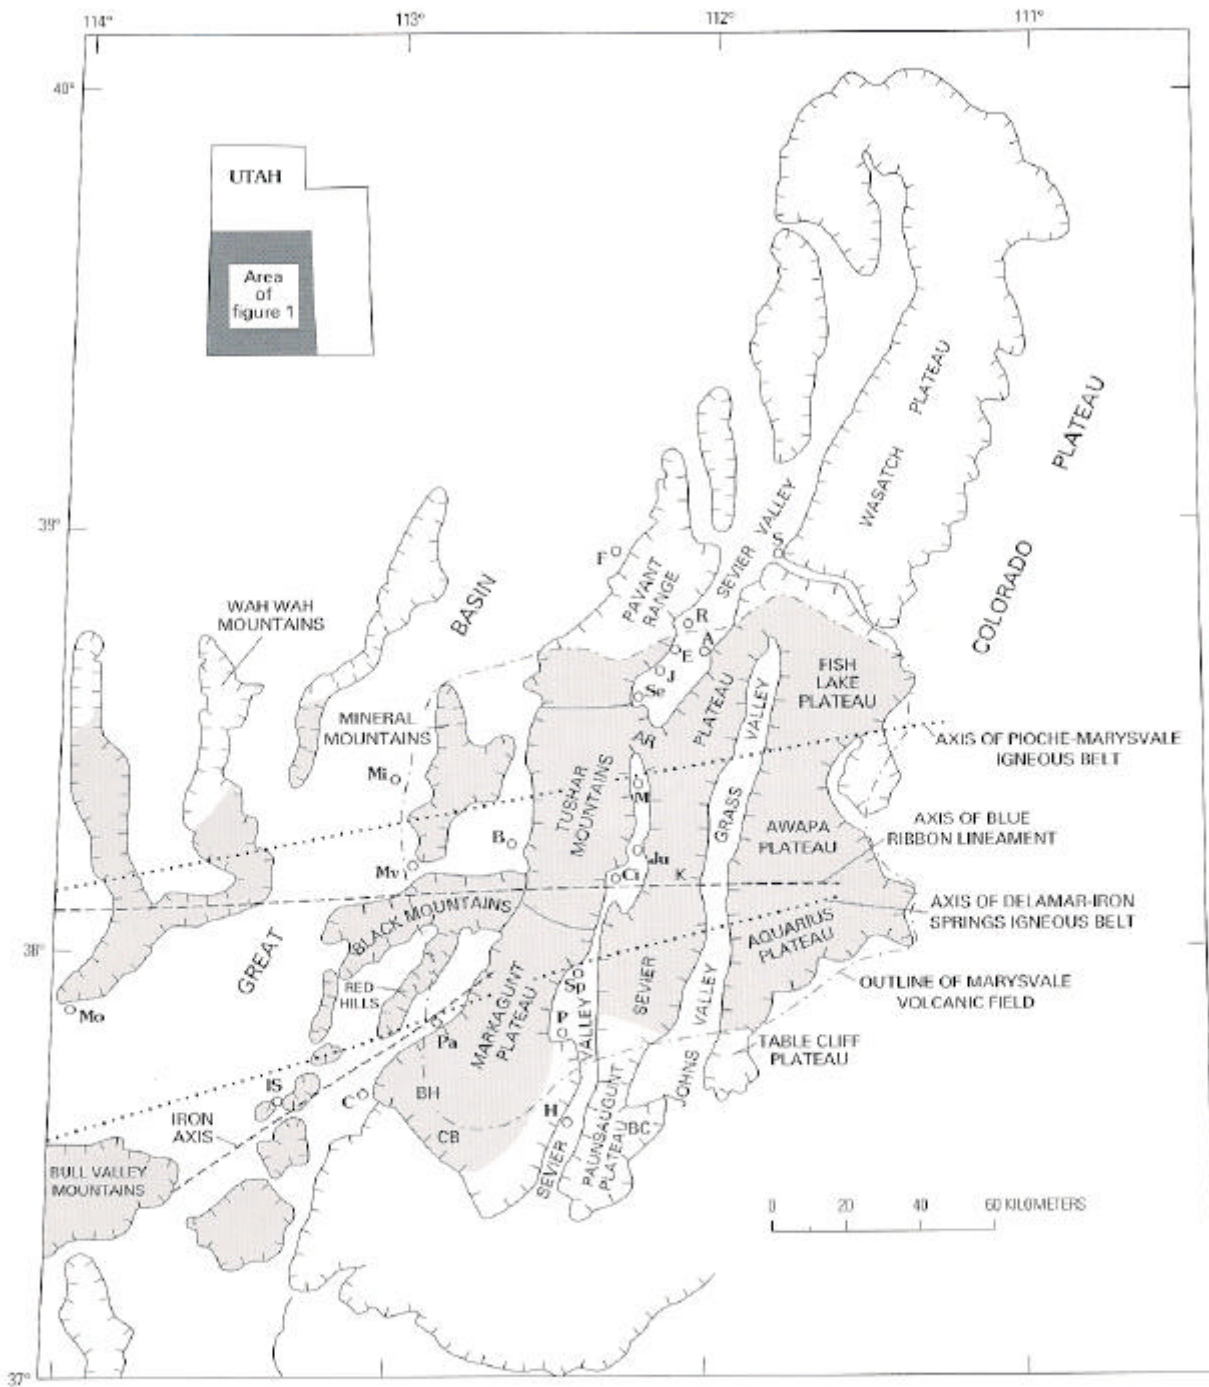 114°
113°
112°
111°
40°
UTAH
Area
of
figure 1
WASATCH PLATEAU
COLORADO PLATEAU
39°
SEVIER VALLEY
S
F
PAVANT
RANGE
BASIN
WAH WAH
MOUNTAINS
R
E
J
Se
FISH
LAKE
PLATEAU
MINERAL
MOUNTAINS
AR
PLATEAU
GRASS VALLEY
AXIS OF PIOCHE-MARYSVALE
IGNEOUS BELT
Mi
M
TUSHAR
MOUNTAINS
AXIS OF BLUE
RIBBON LINEAMENT
AWAPA
PLATEAU
B
Mv
Ju
Ci
K
BLACK MOUNTAINS
AXIS OF DELAMAR-IRON
SPRINGS IGNEOUS BELT
AQUARIUS
PLATEAU
38°
GREAT
RED
HILLS
MARKAGUNT
PLATEAU
Sp
SEVIER
OUTLINE OF MARYSVALE
VOLCANIC FIELD
Mo
P
Pa
VALLEY
VALLEY
TABLE CLIFF
PLATEAU
IS
C
BH
JOHNS
IRON
AXIS
CB
H
BC
SEVIER
PAUNSAUGUNT
PLATEAU
BULL VALLEY
MOUNTAINS
0 20 40 60 KILOMETERS
37°